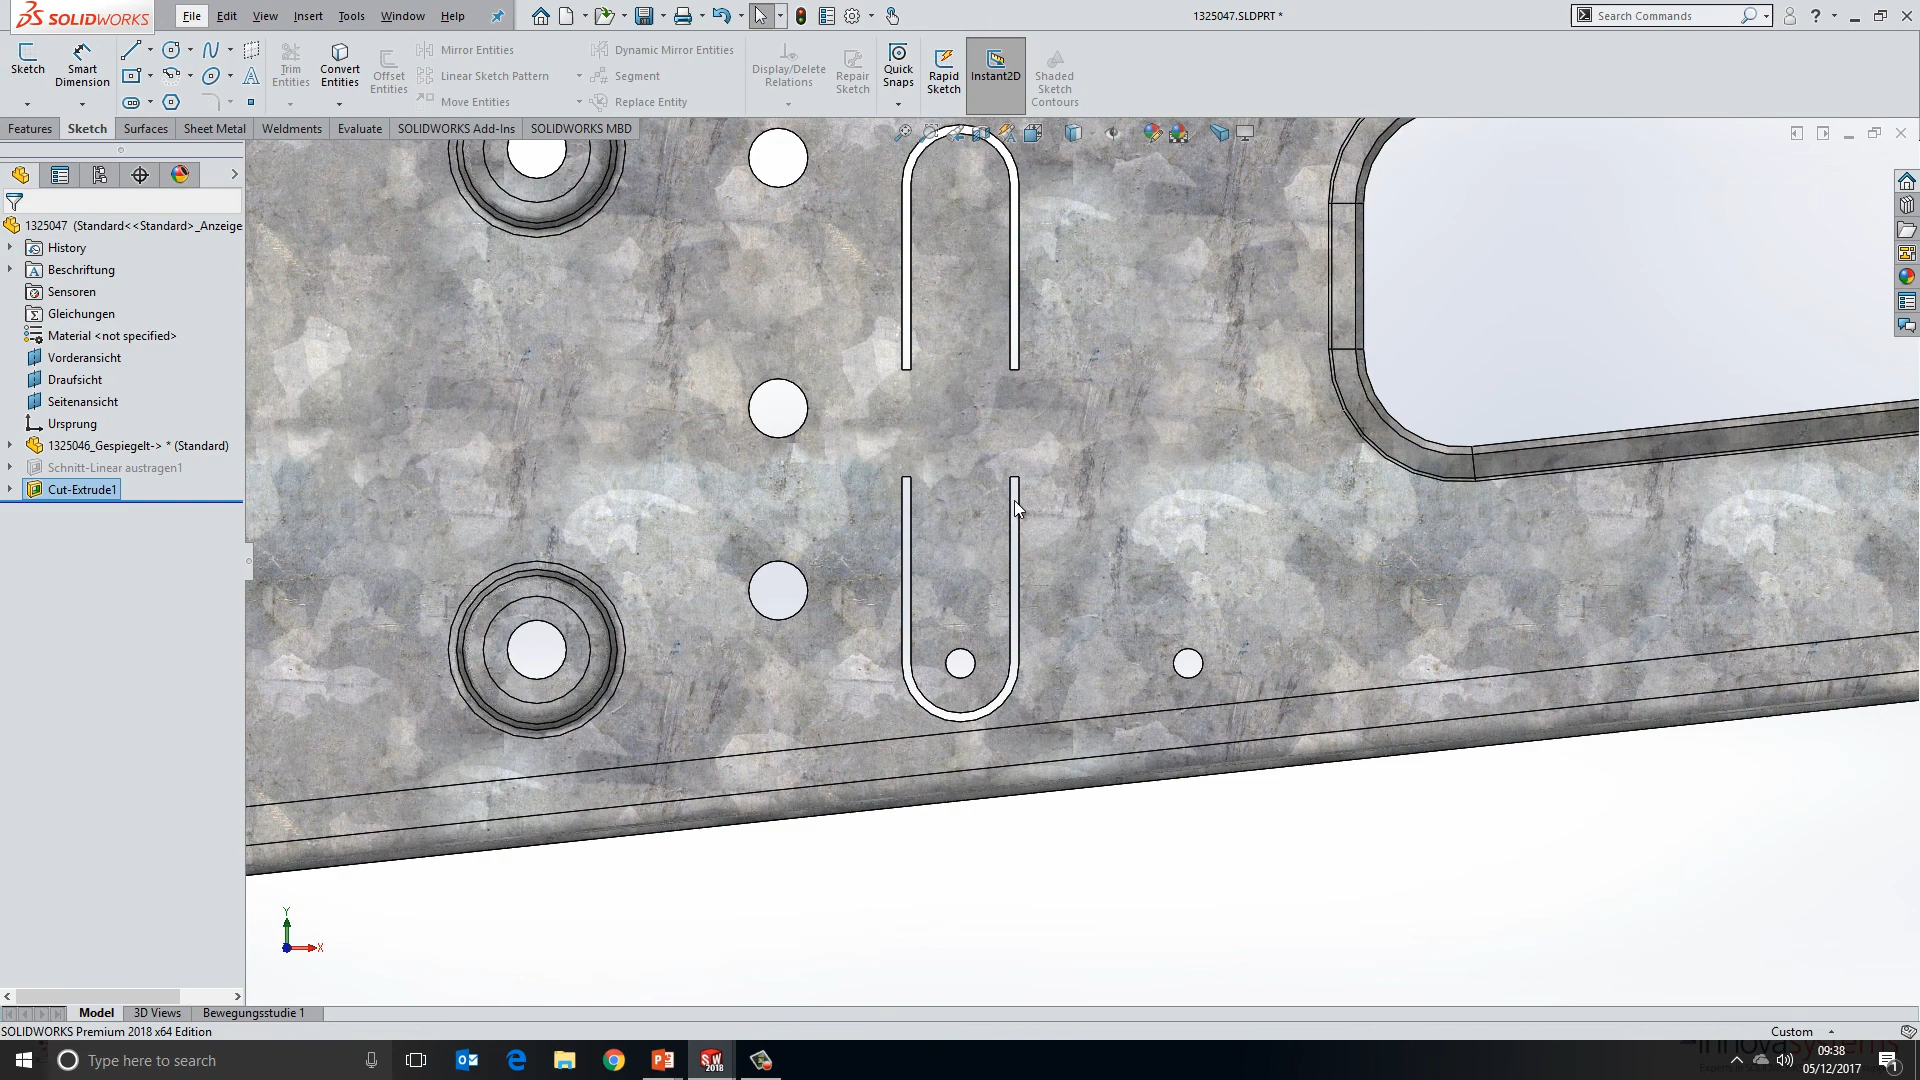 SOLIDWORKS File Edit View Insert Tools Window Help 1325047.SLDPRT * Search Commands
Sketch Smart Dimension Trim Entities Convert Entities Offset Entities Mirror Entities Linear Sketch Pattern Move Entities Dynamic Mirror Entities Segment Replace Entity Display/Delete Relations Repair Sketch Quick Snaps Rapid Sketch Instant2D Shaded Sketch Contours
Features Sketch Surfaces Sheet Metal Weldments Evaluate SOLIDWORKS Add-Ins SOLIDWORKS MBD
1325047 (Standard<<Standard>_Anzeige
History
Beschriftung
Sensoren
Gleichungen
Material <not specified>
Vorderansicht
Draufsicht
Seitenansicht
Ursprung
1325046_Gespiegelt-> * (Standard)
Schnitt-Linear austragen1
Cut-Extrude1
Y
X
Model 3D Views Bewegungsstudie 1
SOLIDWORKS Premium 2018 x64 Edition Custom
Type here to search 09:38
05/12/2017